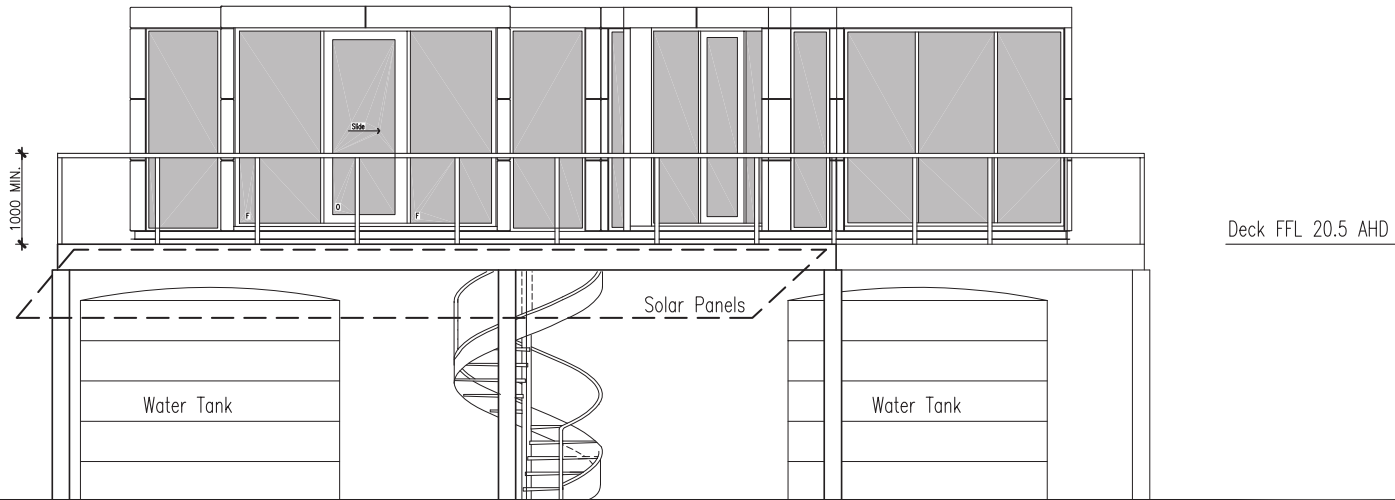 Slide
1000 MIN.
F
O
F
Deck FFL 20.5 AHD
Solar Panels
Water Tank
Water Tank